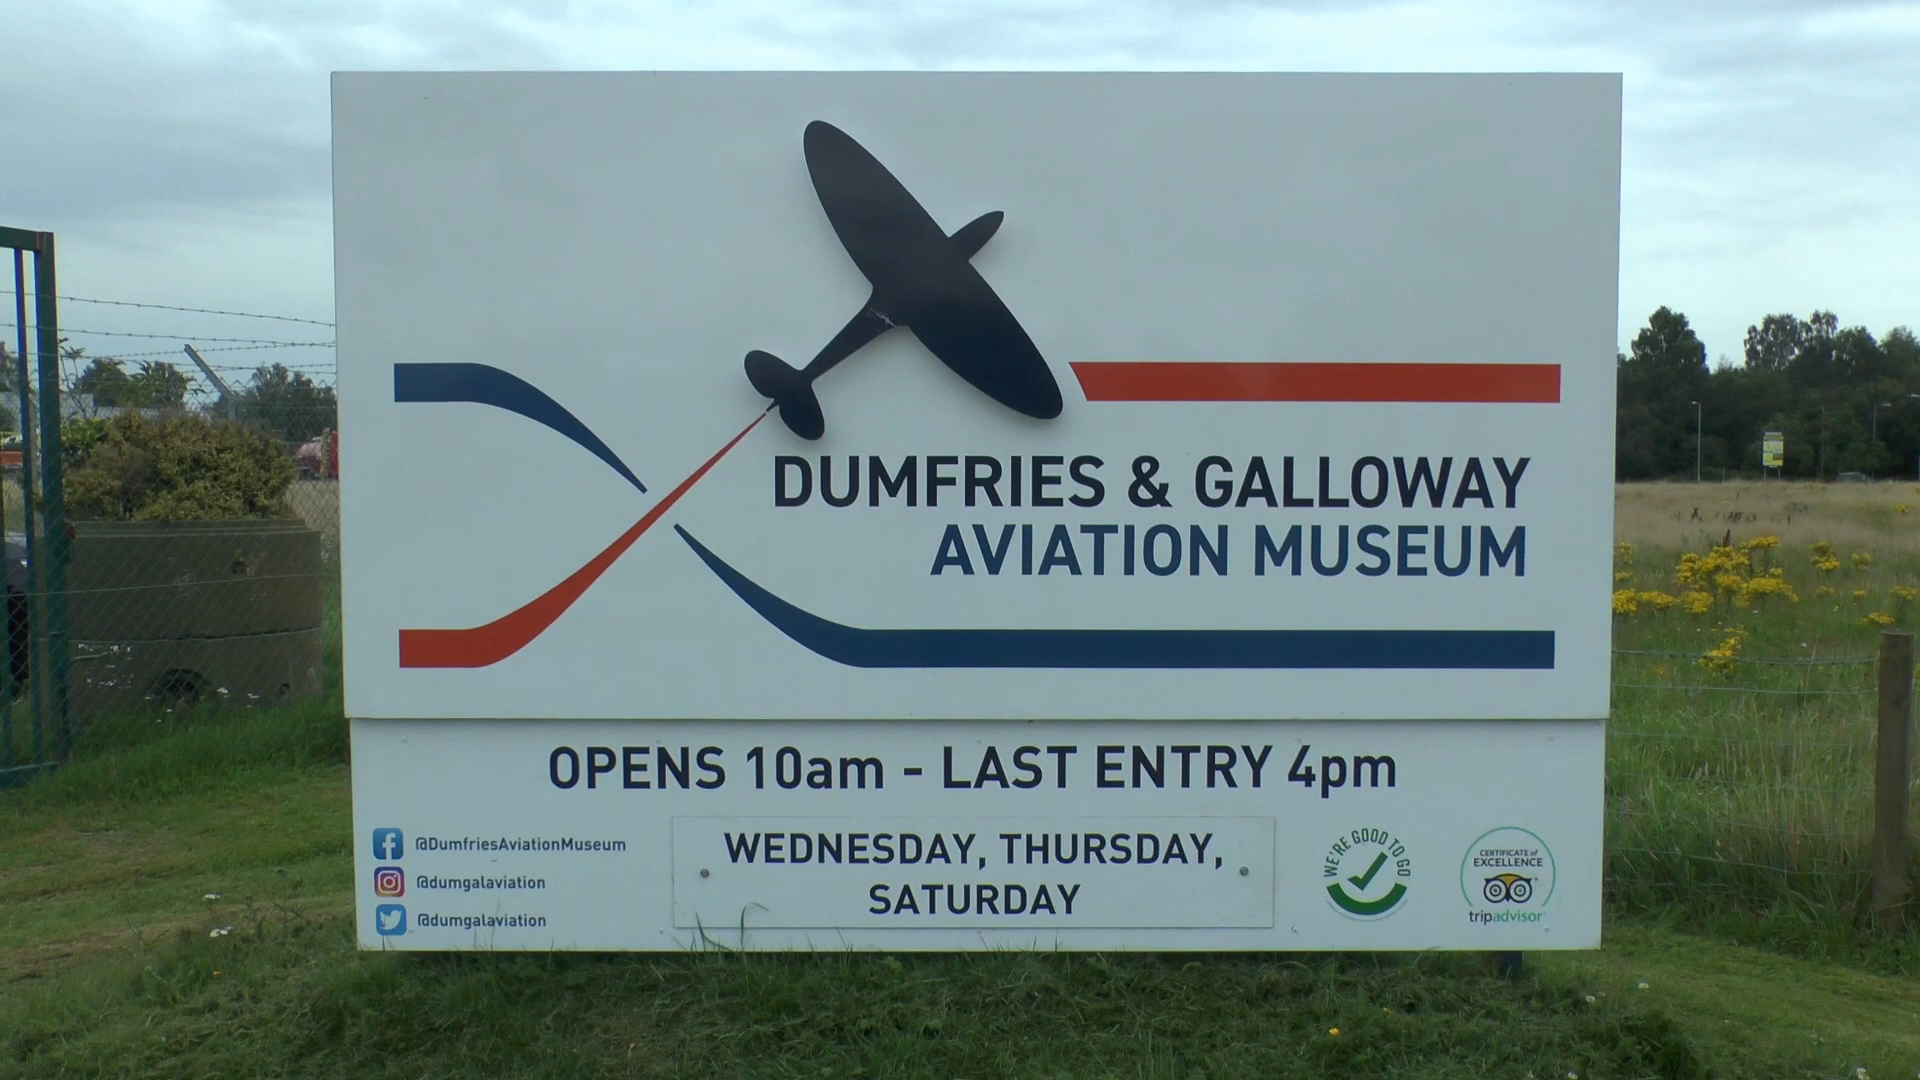 DUMFRIES & GALLOWAY
AVIATION MUSEUM
OPENS 10am - LAST ENTRY 4pm
@DumfriesAviationMuseum
@dumgalaviation
@dumgalaviation
WEDNESDAY, THURSDAY,
SATURDAY
WE'RE GOOD TO GO
CERTIFICATE of
EXCELLENCE
tripadvisor